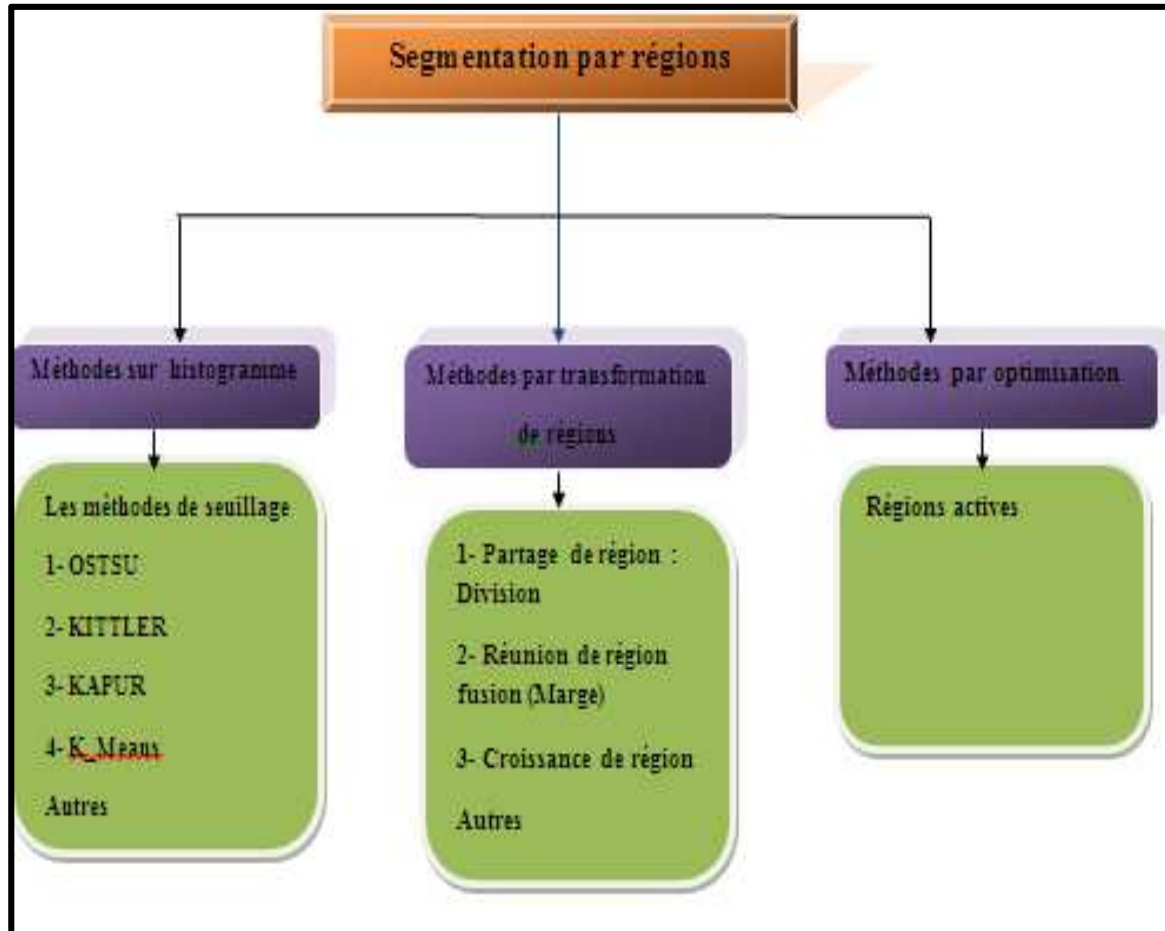 Segmentation par régions
Méthodes sur histogramme
Les méthodes de seuillage
1- OSTSU
2- KITTLER
3- KAPUR
4- K_Means
Autres
Méthodes par transformation
de régions
1- Partage de région :
Division
2- Réunion de région
fusion (Marge)
3- Croissance de région
Autres
Méthodes par optimisation
Régions actives